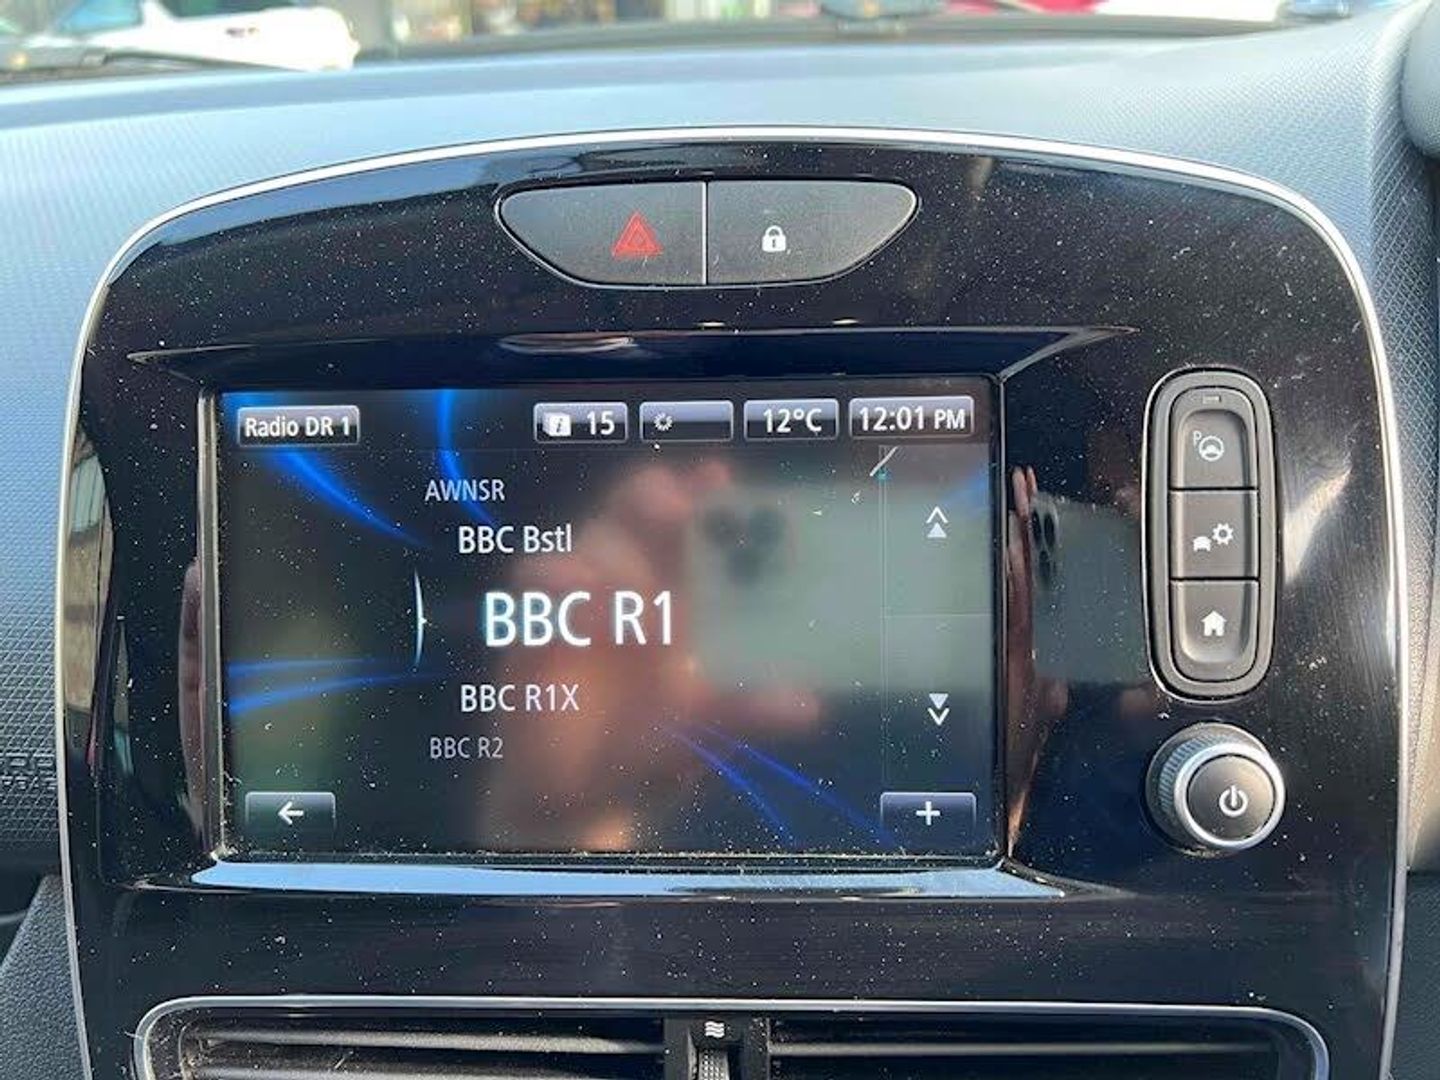 Radio DR 1
i 15
12°C
12:01 PM
AWNSR
BBC Bstl
BBC R1
BBC R1X
BBC R2
P